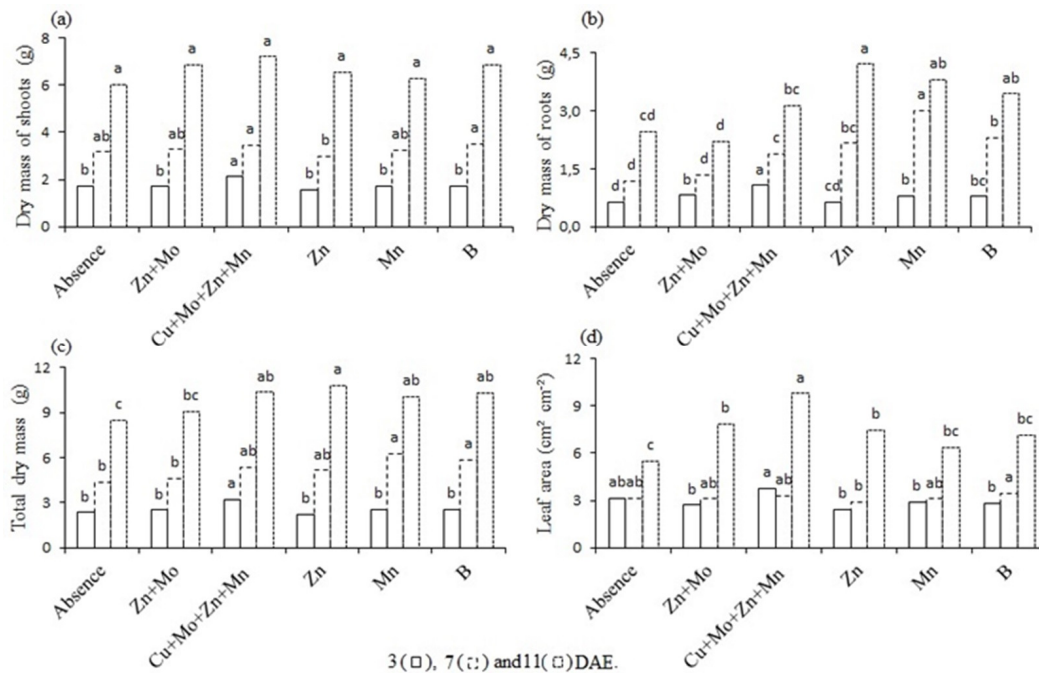 (a)
Dry mass of shoots (g)
8
6
4
2
0
b ab a
b ab a
a a a
b b a
b ab a
b a a
Absence
Zn+Mo
Cu+Mo+Zn+Mn
Zn
Mn
B
(b)
Dry mass of roots (g)
4,5
3,0
1,5
0,0
d d cd
b d d
a c bc
cd bc a
b a ab
bc b ab
Absence
Zn+Mo
Cu+Mo+Zn+Mn
Zn
Mn
B
(c)
Total dry mass (g)
12
9
6
3
0
b b c
b b bc
a ab ab
b ab a
b a ab
b a ab
Absence
Zn+Mo
Cu+Mo+Zn+Mn
Zn
Mn
B
(d)
Leaf area (cm² cm⁻²)
12
9
6
3
0
ab ab c
b ab b
a ab a
b b b
b ab bc
b a bc
Absence
Zn+Mo
Cu+Mo+Zn+Mn
Zn
Mn
B
3 (□), 7 (□) and11(□)DAE.